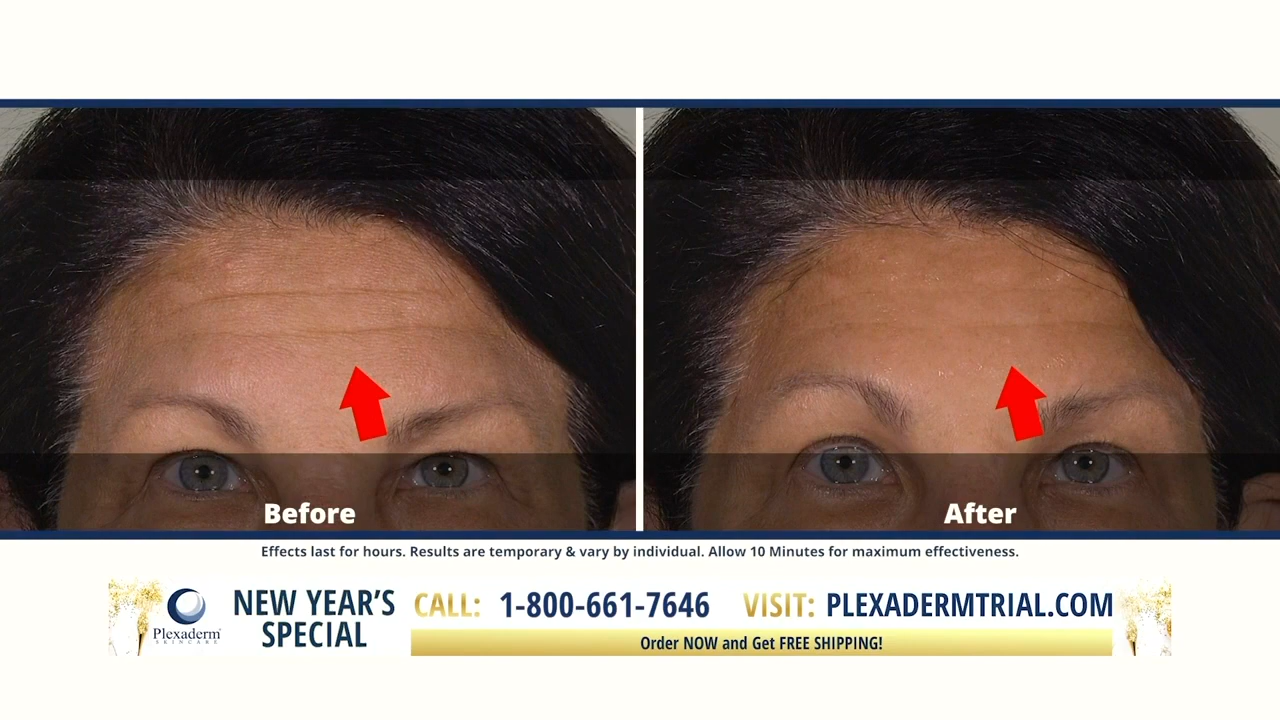 Before
After
Effects last for hours. Results are temporary & vary by individual. Allow 10 Minutes for maximum effectiveness.
Plexaderm
SKINCARE
NEW YEAR'S
SPECIAL
CALL: 1-800-661-7646 VISIT: PLEXADERMTRIAL.COM
Order NOW and Get FREE SHIPPING!